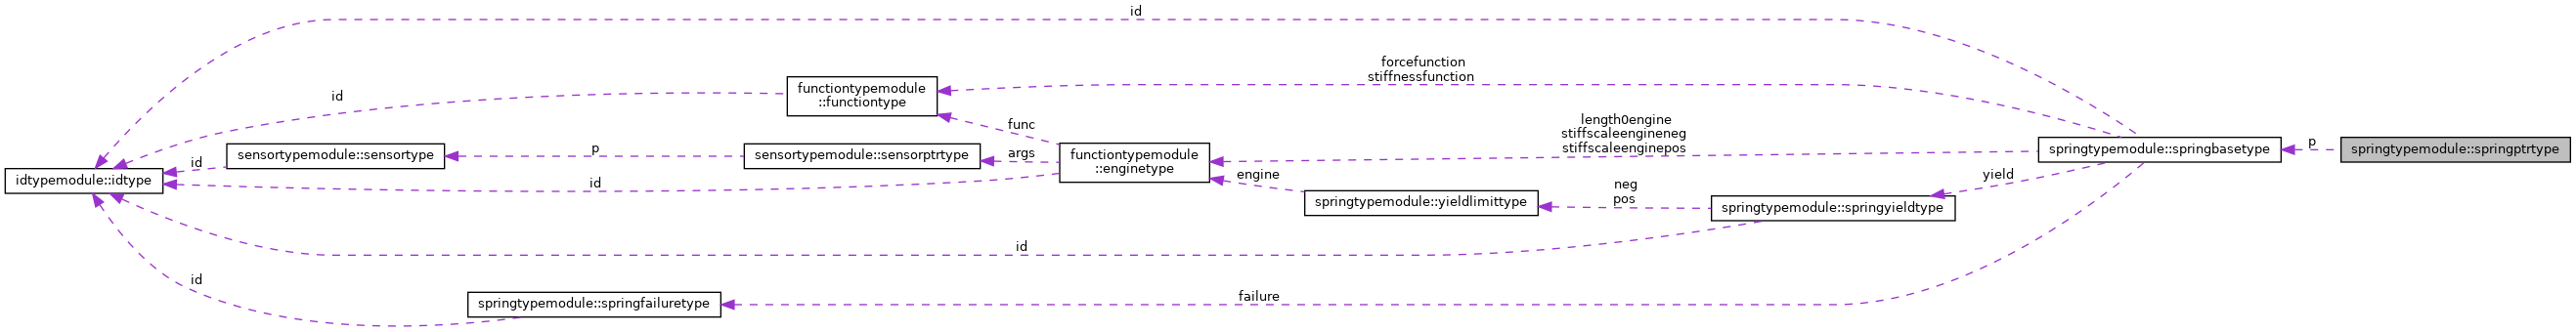 id
forcefunction
stiffnessfunction
functiontypemodule
::functiontype
id
func
length0engine
stiffscaleengineneg
stiffscaleenginepos
p
springtypemodule::springbasetype
springtypemodule::springptrtype
id
sensortypemodule::sensortype
p
sensortypemodule::sensorptrtype
args
functiontypemodule
::enginetype
idtypemodule::idtype
id
engine
yield
neg
pos
springtypemodule::yieldlimittype
springtypemodule::springyieldtype
id
id
springtypemodule::springfailuretype
failure